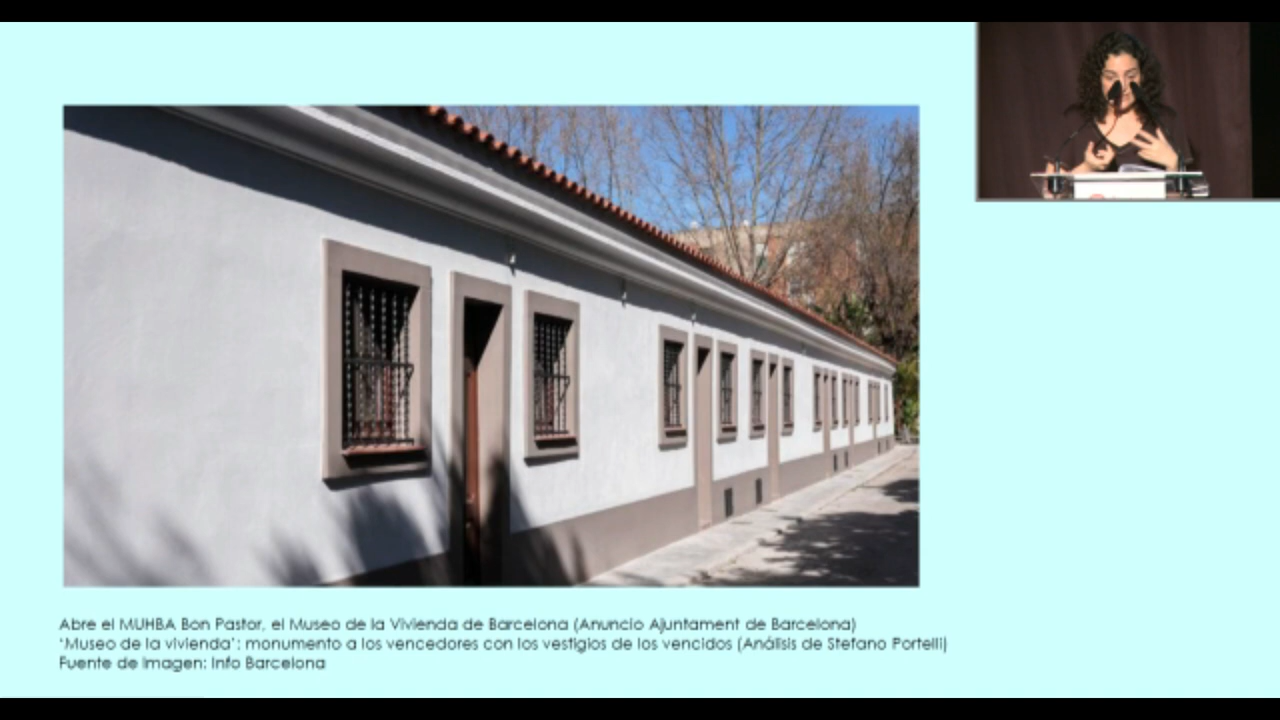 Abre el MUHBA Bon Pastor, el Museo de la Vivienda de Barcelona (Anuncio Ajuntament de Barcelona)
‘Museo de la vivienda’: monumento a los vencedores con los vestigios de los vencidos (Análisis de Stefano Portelli)
Fuente de Imagen: Info Barcelona